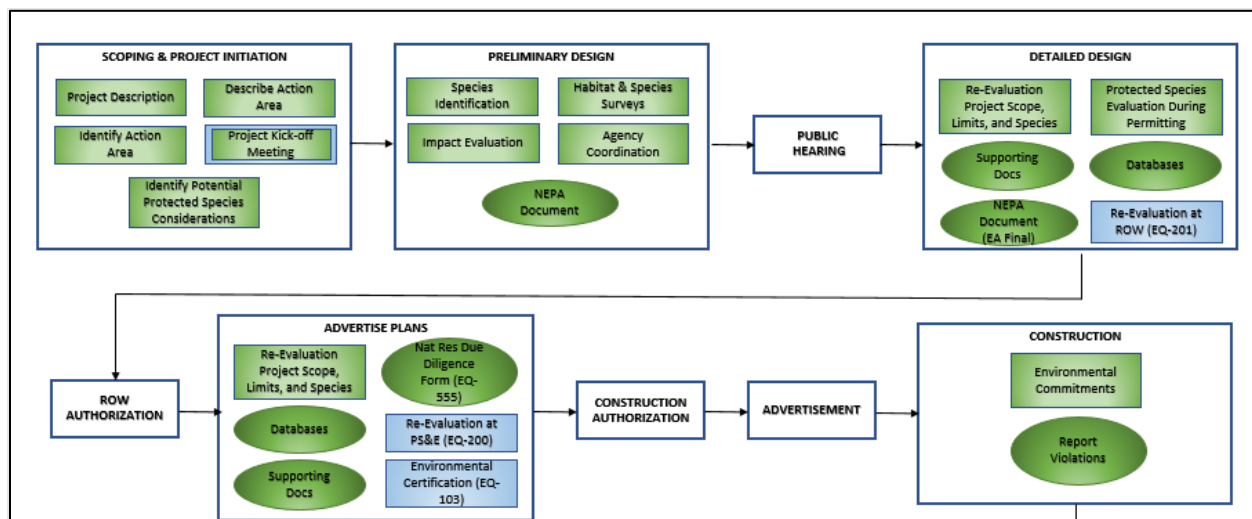 SCOPING & PROJECT INITIATION
Project Description
Describe Action
Area
Identify Action
Area
Project Kick-off
Meeting
Identify Potential
Protected Species
Considerations
PRELIMINARY DESIGN
Species
Identification
Habitat & Species
Surveys
Impact Evaluation
Agency
Coordination
NEPA
Document
PUBLIC
HEARING
DETAILED DESIGN
Re-Evaluation
Project Scope,
Limits, and Species
Protected Species
Evaluation During
Permitting
Supporting
Docs
Databases
NEPA
Document
(EA Final)
Re-Evaluation at
ROW (EQ-201)
ROW
AUTHORIZATION
ADVERTISE PLANS
Re-Evaluation
Project Scope,
Limits, and Species
Nat Res Due
Diligence
Form (EQ-
555)
Databases
Re-Evaluation at
PS&E (EQ-200)
Supporting
Docs
Environmental
Certification (EQ-
103)
CONSTRUCTION
AUTHORIZATION
ADVERTISEMENT
CONSTRUCTION
Environmental
Commitments
Report
Violations